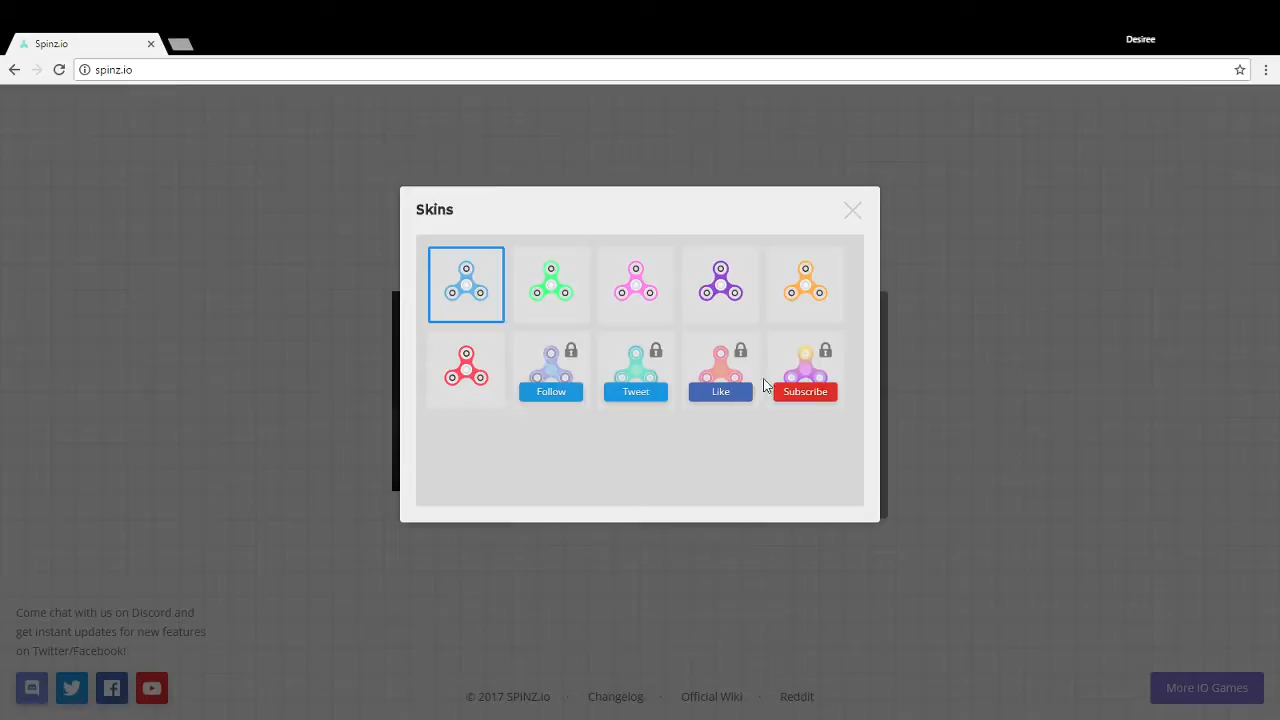 Spinz.io
Desiree
spinz.io
Skins
Follow
Tweet
Like
Subscribe
Come chat with us on Discord and
get instant updates for new features
on Twitter/Facebook!
© 2017 SPINZ.io · Changelog · Official Wiki · Reddit
More iO Games